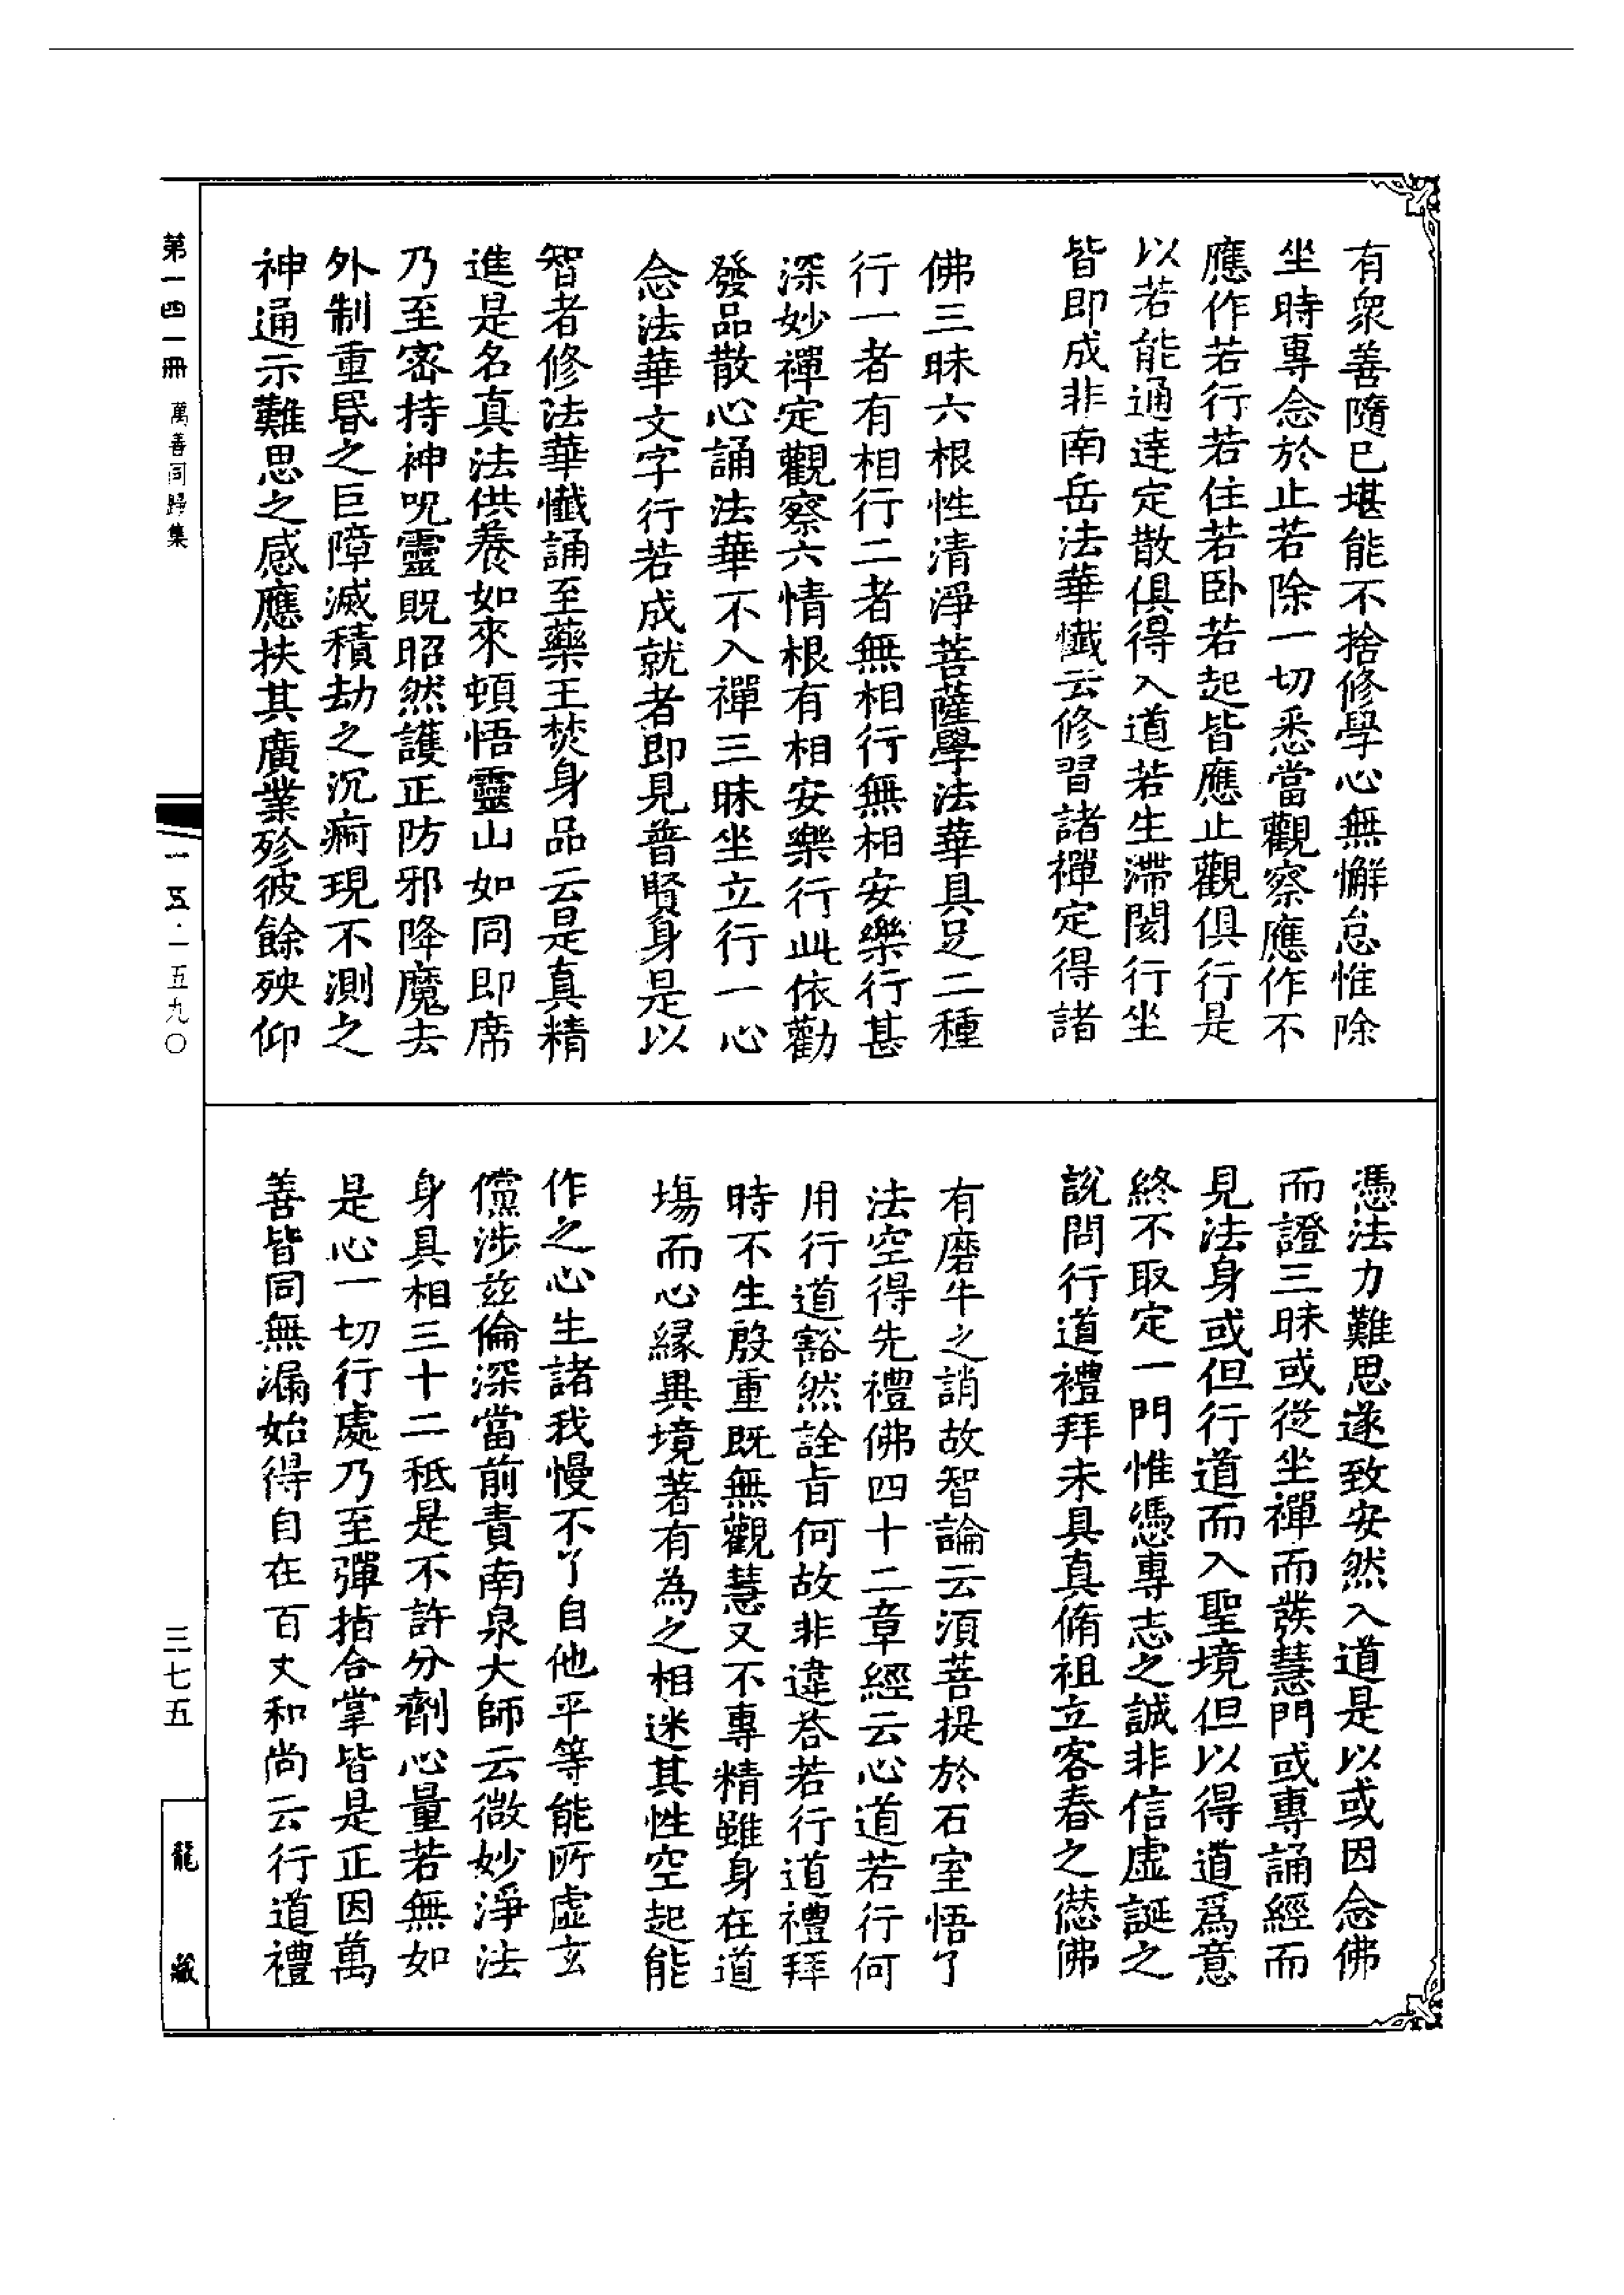 有衆善隨已堪能不捨修學心無懈怠惟除
坐時專念於止若除一切悉當觀察應作不
應作若行若住若卧若起皆應止觀俱行是
以若能通達定散俱得入道若生滯閡行坐
皆即成非南岳法華懺云修習諸禪定得諸
佛三昧六根性清淨菩薩學法華具足二種
行一者有相行二者無相行無相安樂行甚
深妙禪定觀察六情根有相安樂行此依勸
發品散心誦法華不入禪三昧坐立行一心
念法華文字行若成就者即見普賢身是以
智者修法華懺誦至藥王焚身品云是真精
進是名真法供養如來頓悟靈山如同即席
乃至密持神呪靈貺昭然護正防邪降魔去
外制重昏之巨障滅積劫之沉痾現不測之
神通示難思之感應扶其廣業殄彼餘殃仰
憑法力難思遂致安然入道是以或因念佛
而證三昧或從坐禪而發慧門或專誦經而
見法身或但行道而入聖境但以得道爲意
終不取定一門惟憑專志之誠非信虛誕之
說問行道禮拜未具真脩祖立客舂之愆佛
有磨牛之誚故智論云須菩提於石室悟了
法空得先禮佛四十二章經云心道若行何
用行道豁然詮旨何故非違荅若行道禮拜
時不生殷重既無觀慧又不專精雖身在道
場而心緣異境著有為之相迷其性空起能
作之心生諸我慢不了自他平等能所虛玄
儻涉茲倫深當前責南泉大師云微妙淨法
身具相三十二秖是不許分劑心量若無如
是心一切行處乃至彈指合掌皆是正因萬
善皆同無漏始得自在百丈和尚云行道禮
第一四一冊 萬善同歸集
一五·一五九〇
三七五
龍藏